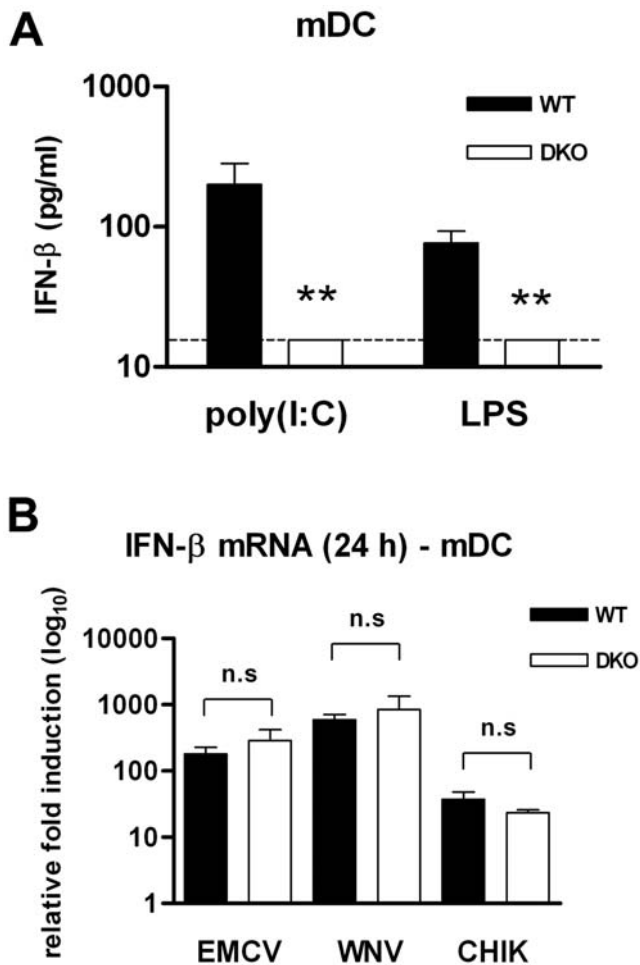 A
mDC
IFN-β (pg/ml)
1000
100
10
WT
DKO
**
**
poly(I:C)
LPS
B
IFN-β mRNA (24 h) - mDC
relative fold induction (log10)
10000
1000
100
10
1
WT
DKO
n.s
n.s
n.s
EMCV
WNV
CHIK